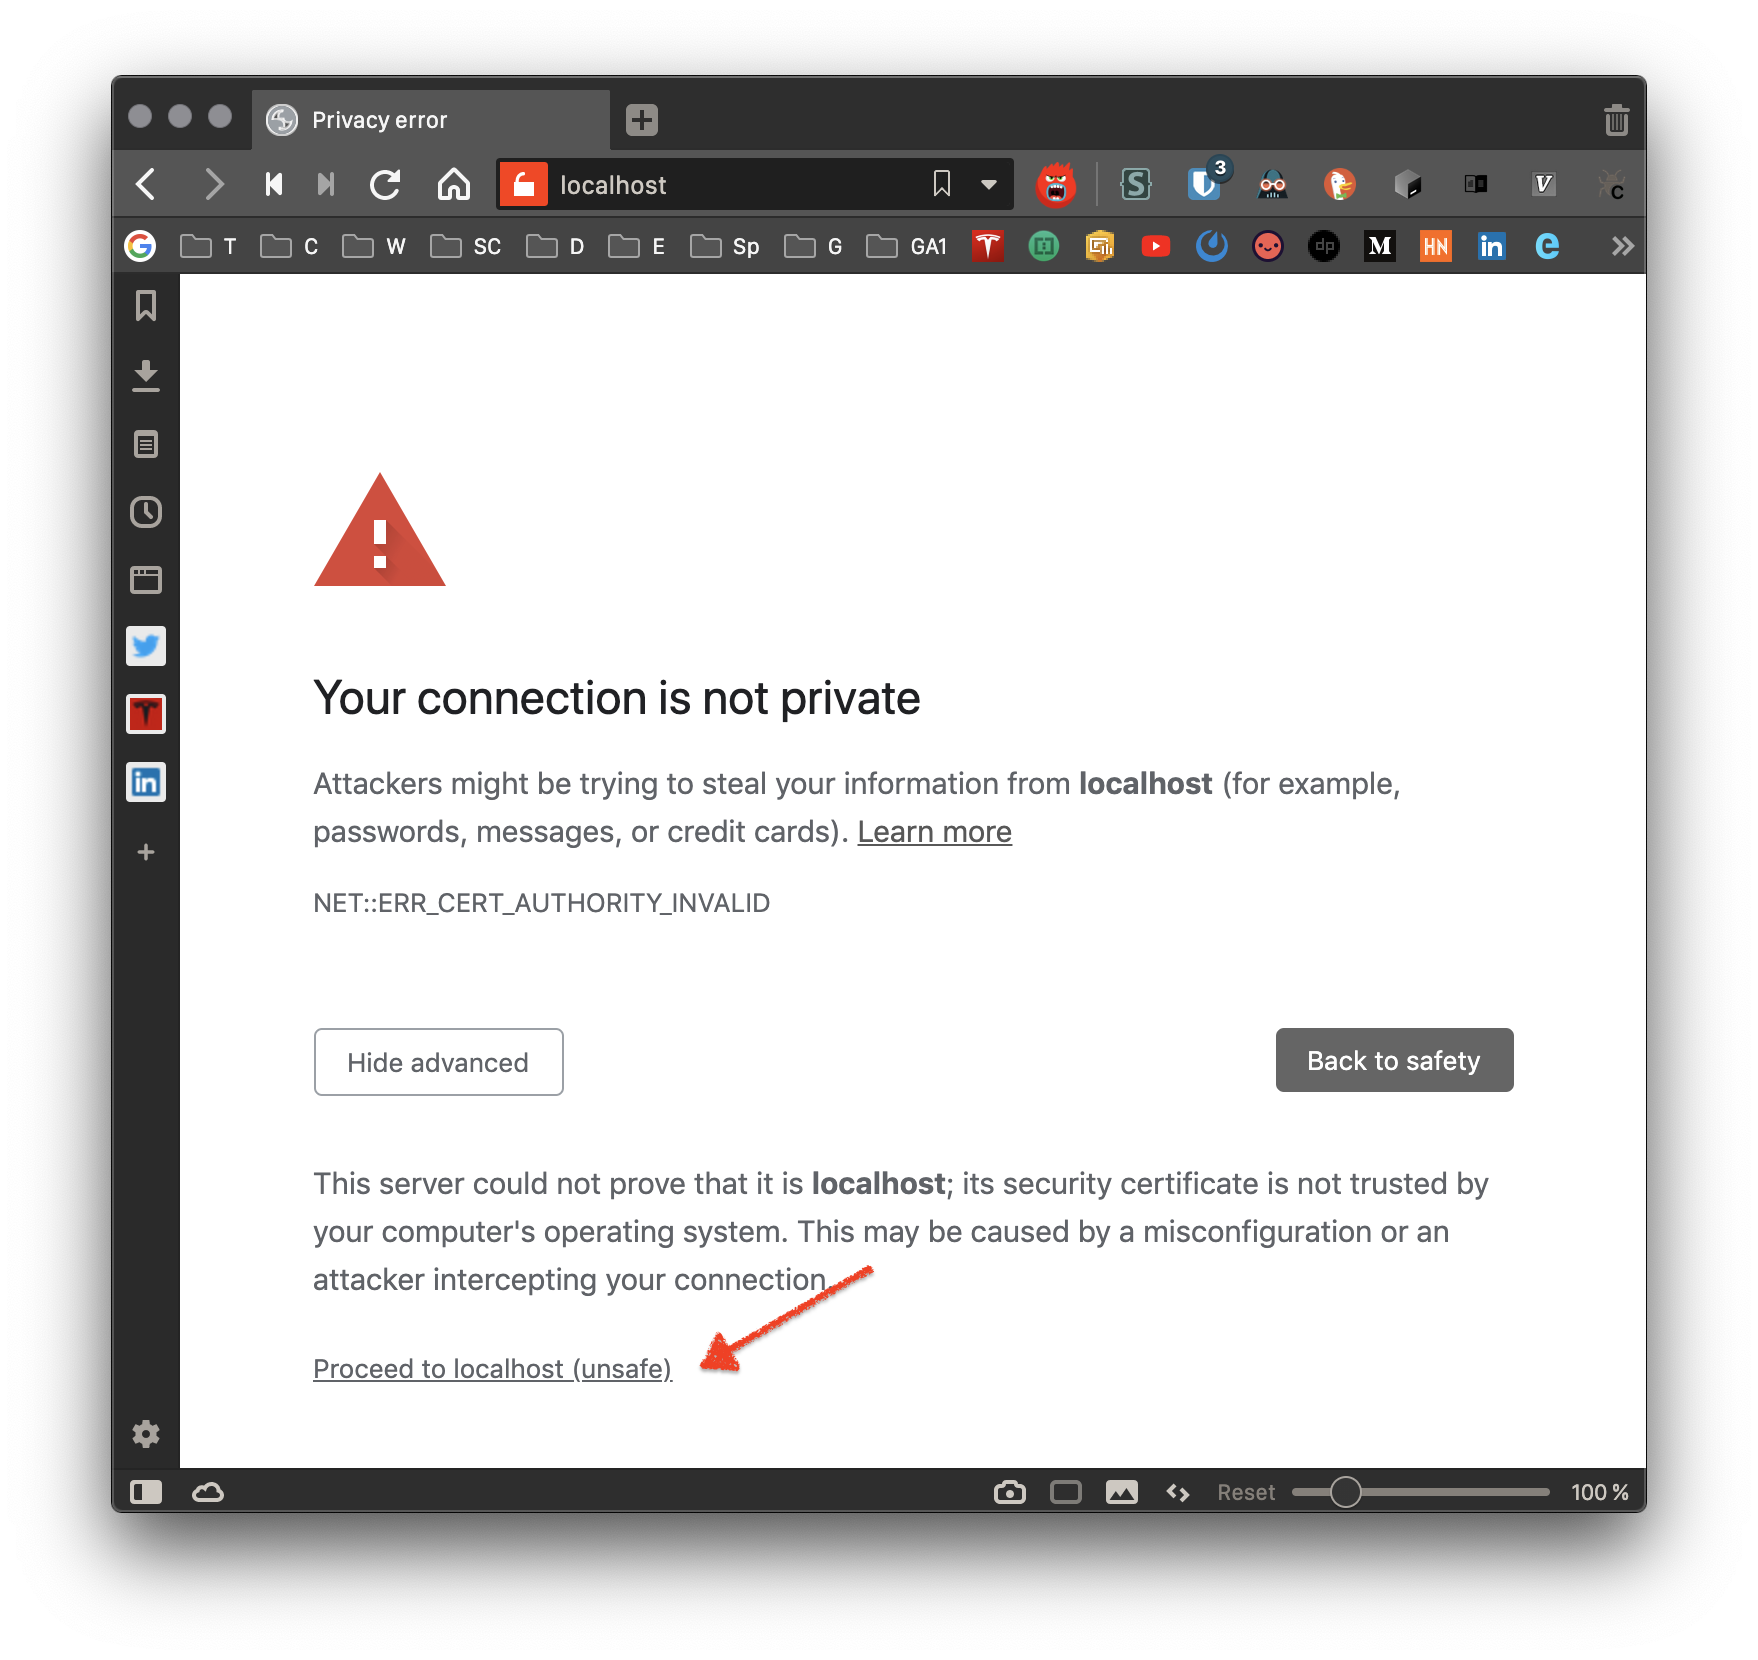 Privacy error
localhost
3
T C W SC D E Sp G GA1 M HN in
in
Your connection is not private
Attackers might be trying to steal your information from localhost (for example,
passwords, messages, or credit cards). Learn more
NET::ERR_CERT_AUTHORITY_INVALID
Hide advanced
Back to safety
This server could not prove that it is localhost; its security certificate is not trusted by
your computer's operating system. This may be caused by a misconfiguration or an
attacker intercepting your connection.
Proceed to localhost (unsafe)
Reset 100 %